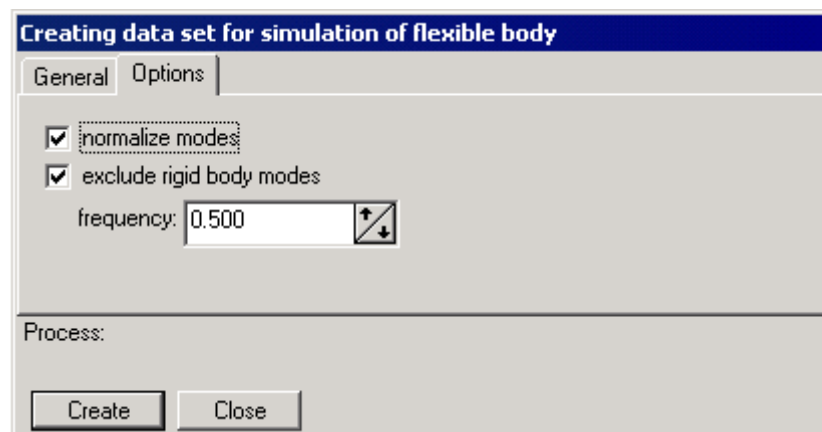 Creating data set for simulation of flexible body
General Options
normalize modes
exclude rigid body modes
frequency: 0.500
Process:
Create Close